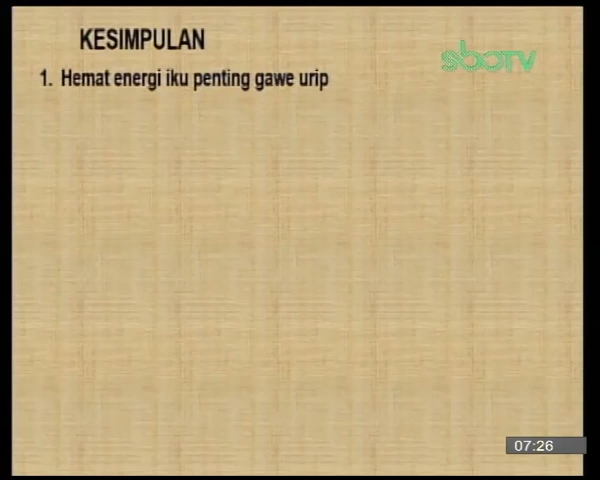 KESIMPULAN
sboTV
1. Hemat energi iku penting gawe urip
07:26